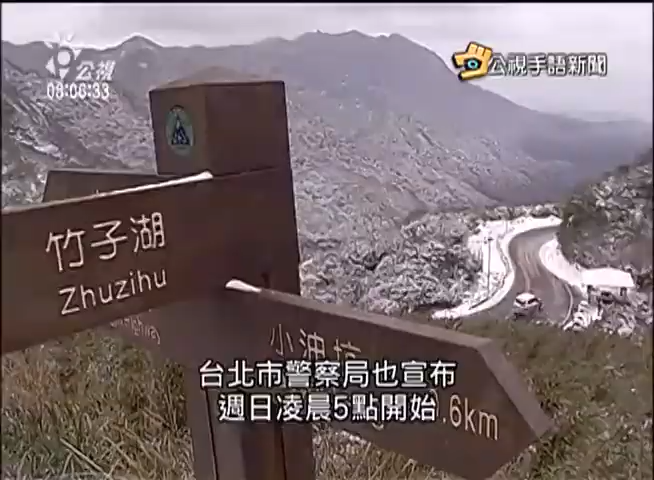 公視
08:06:33
公視手語新聞
竹子湖
Zhuzihu
小油坑
.6km
台北市警察局也宣布
週日凌晨5點開始